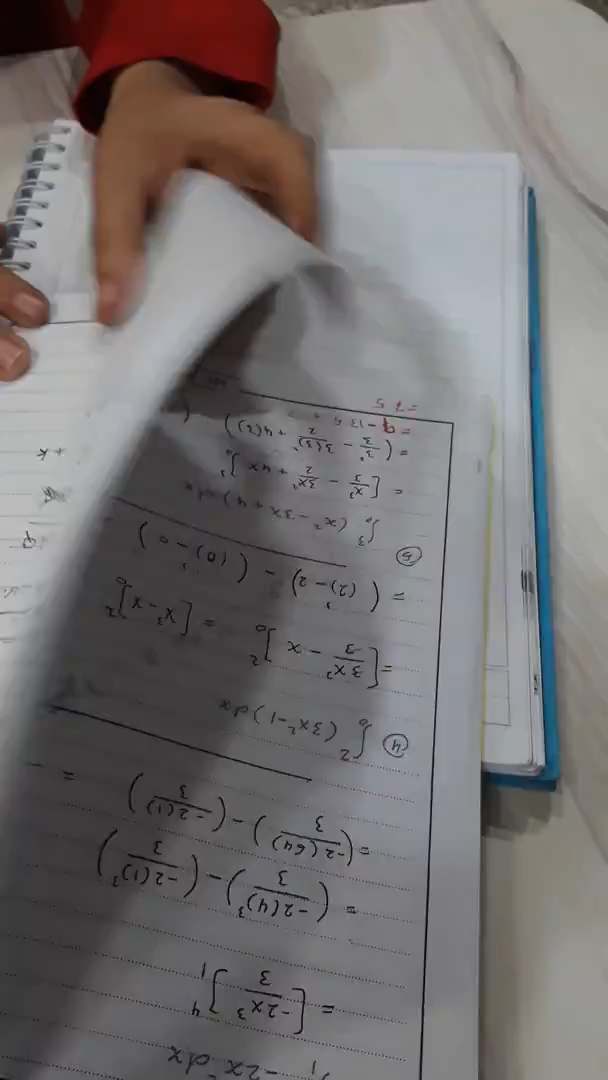 -2x² dx
= [-2x³/3]₁⁴
= (-2(4)³/3) - (-2(1)³/3)
= (-2(64)/3) - (-2(1)/3) = -
④ ∫₀² (3x²-1)dx
= [3x³/3 - x]₀² = [x³-x]₀²
= ((2)³-2) - ((0)³-0)
⑤ ∫₀³ (x²-3x+4)dx
= [x³/3 - 3x²/2 + 4x]₀³
= (3³/3 - 3(3)²/2 + 4(3))
= 9 - 13.5
= 7.5
+ k